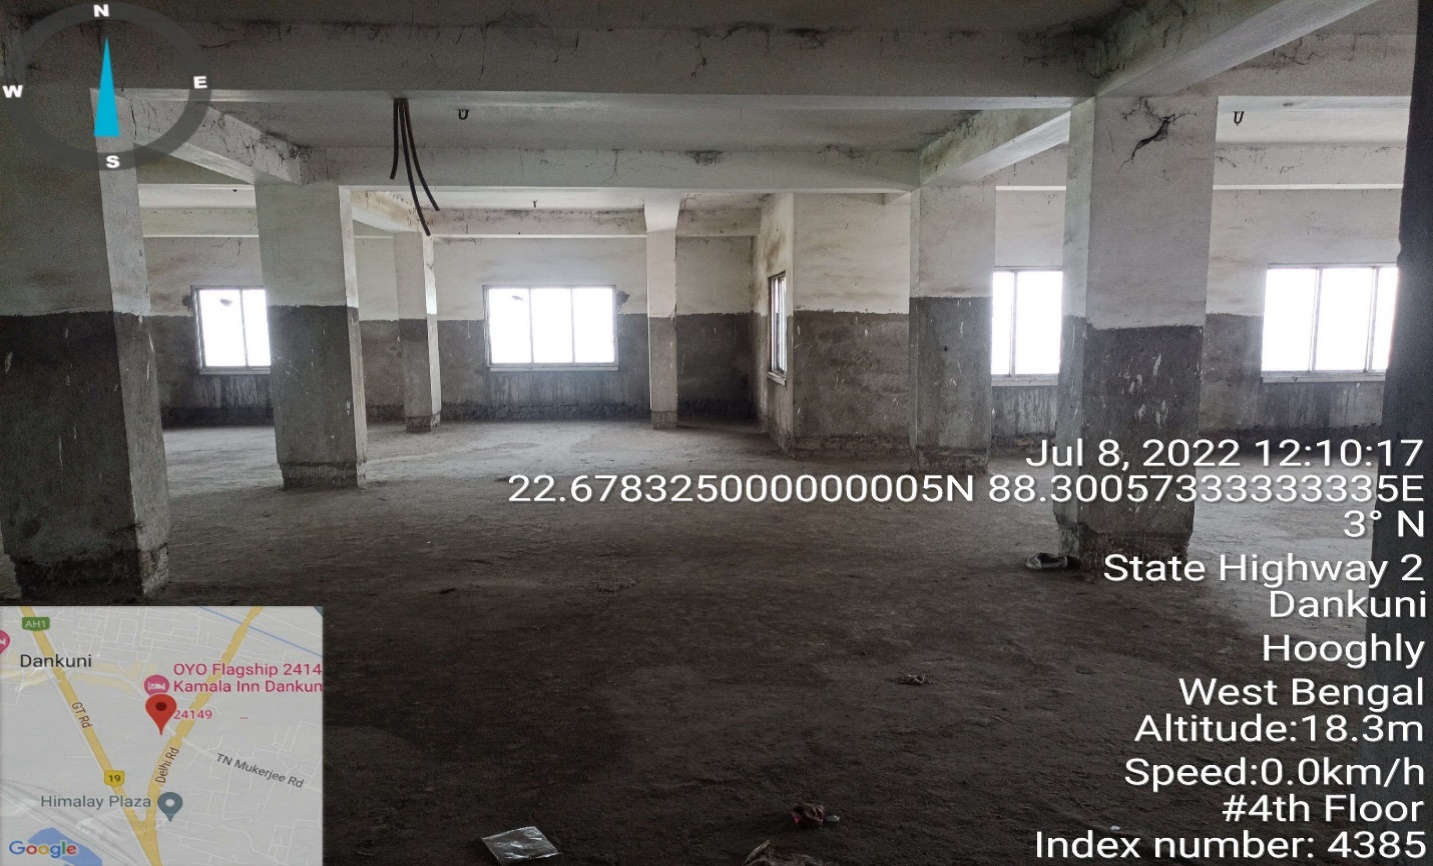 N
W
E
S
Jul 8, 2022 12:10:17
22.678325000000005N 88.30057333333335E
3° N
State Highway 2
Dankuni
Hooghly
West Bengal
Altitude:18.3m
Speed:0.0km/h
#4th Floor
Index number: 4385
AH1
Dankuni
OYO Flagship 2414
Kamala Inn Dankun
24149 ...
GT Rd
Delhi Rd
TN Mukerjee Rd
19
Himalay Plaza
Google